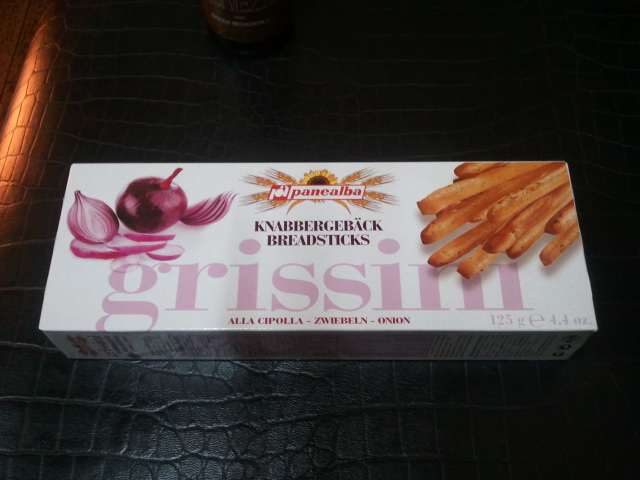 panealba
KNABBERGEBÄCK
BREADSTICKS
grissini
ALLA CIPOLLA - ZWIEBELN - ONION
125 g e 4,4 oz.